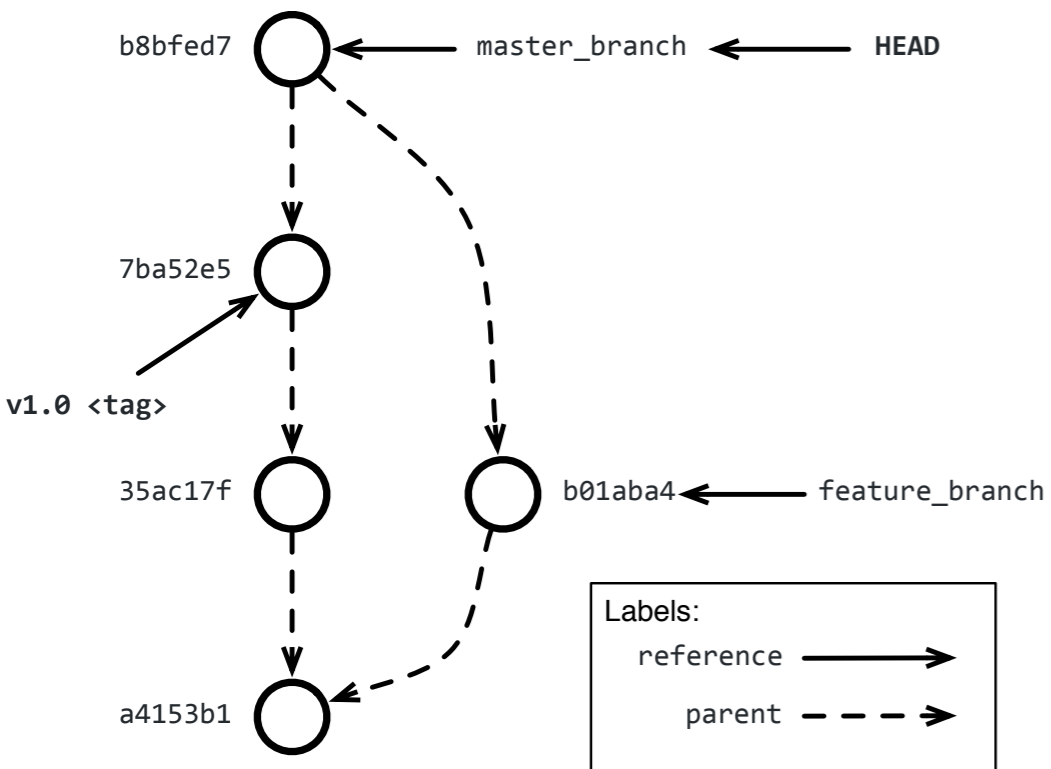 b8bfed7 master_branch HEAD
7ba52e5
v1.0 <tag>
35ac17f b01aba4 feature_branch
Labels:
reference
parent
a4153b1